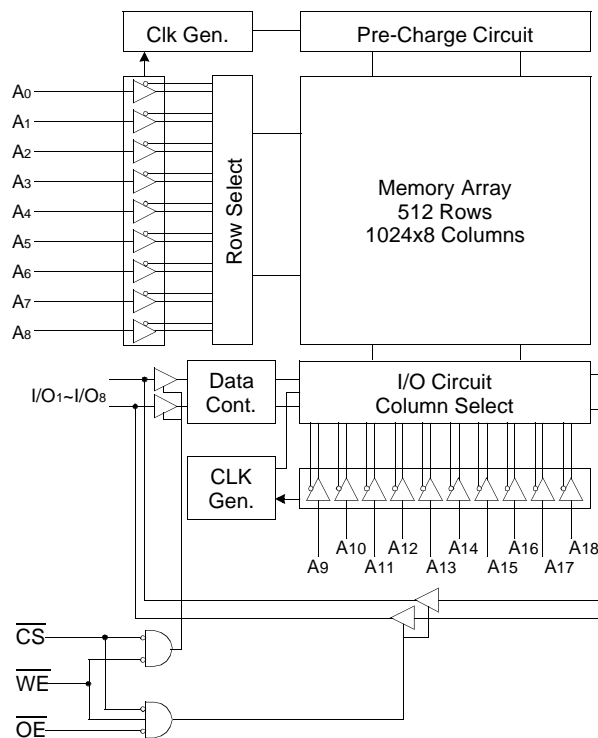 Clk Gen.
Pre-Charge Circuit
A0
A1
A2
A3
A4
A5
A6
A7
A8
Row Select
Memory Array
512 Rows
1024x8 Columns
I/O1~I/O8
Data
Cont.
I/O Circuit
Column Select
CLK
Gen.
A10 A12 A14 A16 A18
A9 A11 A13 A15 A17
CS
WE
OE